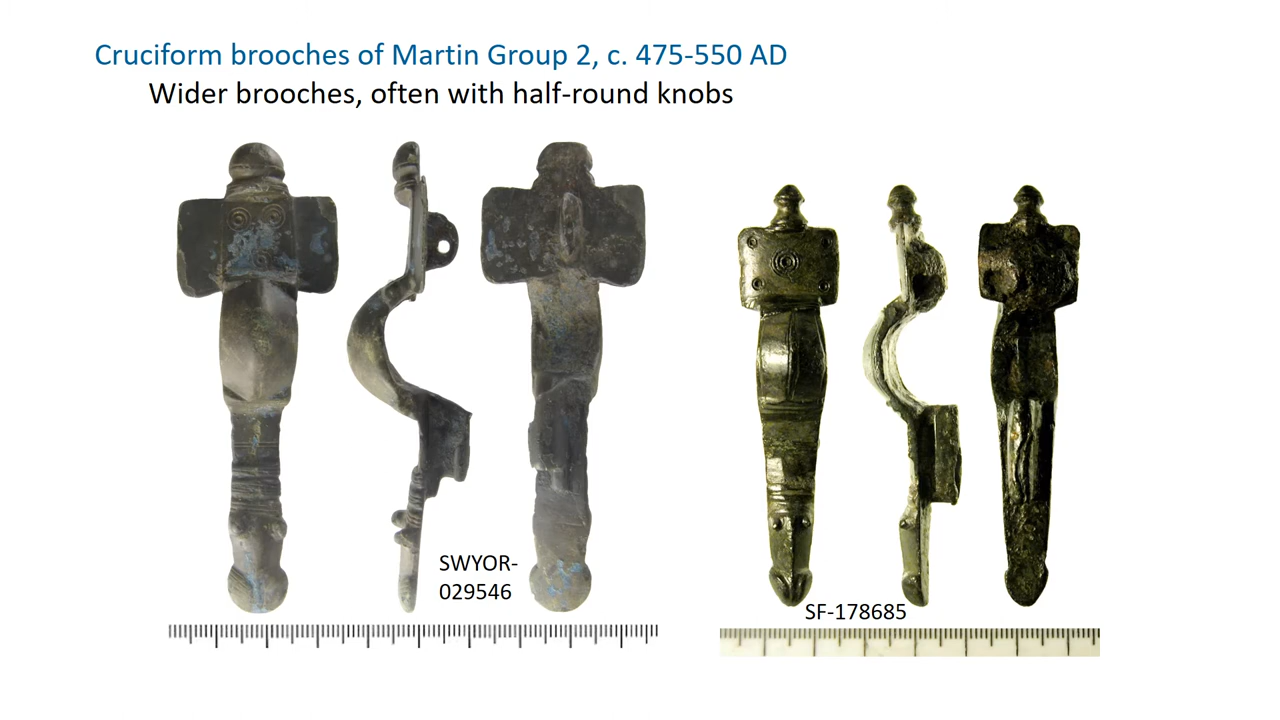 Cruciform brooches of Martin Group 2, c. 475-550 AD
Wider brooches, often with half-round knobs
SWYOR-
029546
SF-178685